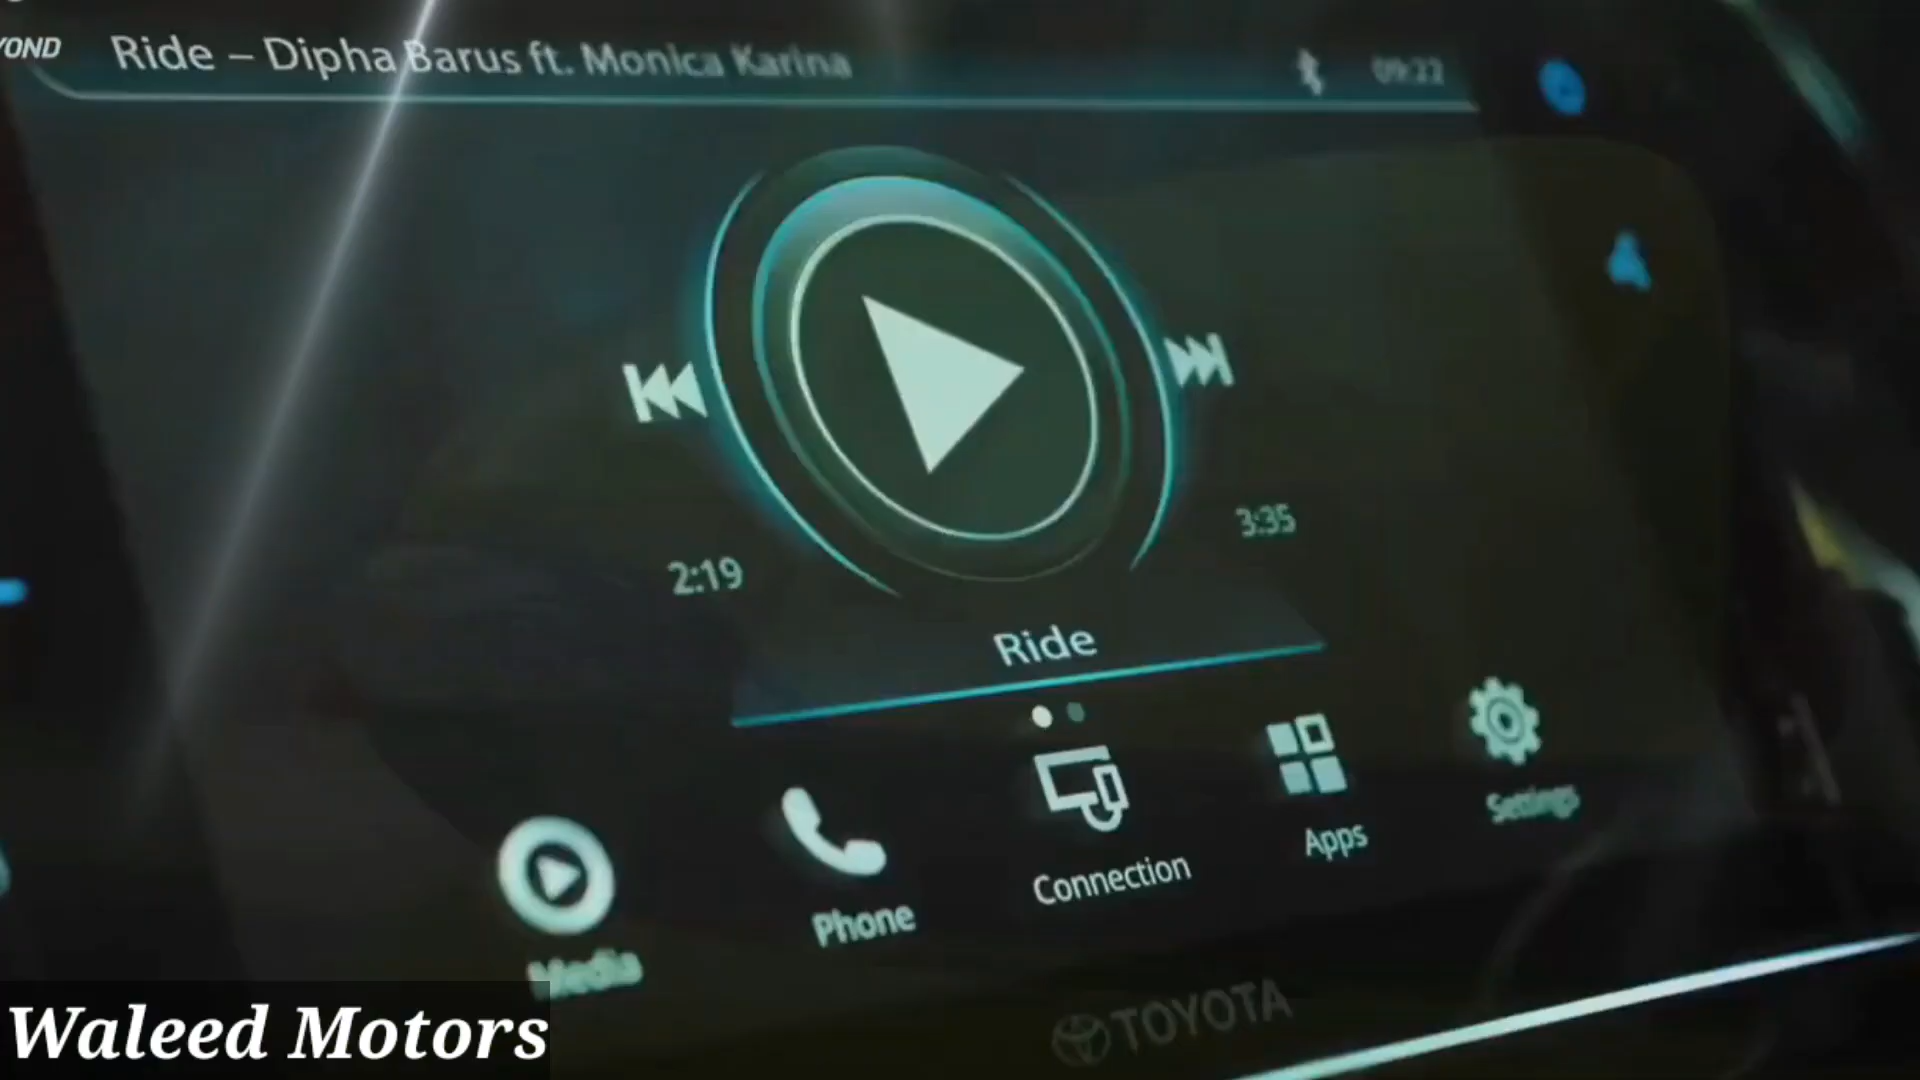 YOND
Ride – Dipha Barus ft. Monica Karina
09:22
2:19
3:35
Ride
Media
Phone
Connection
Apps
Settings
TOYOTA
Waleed Motors